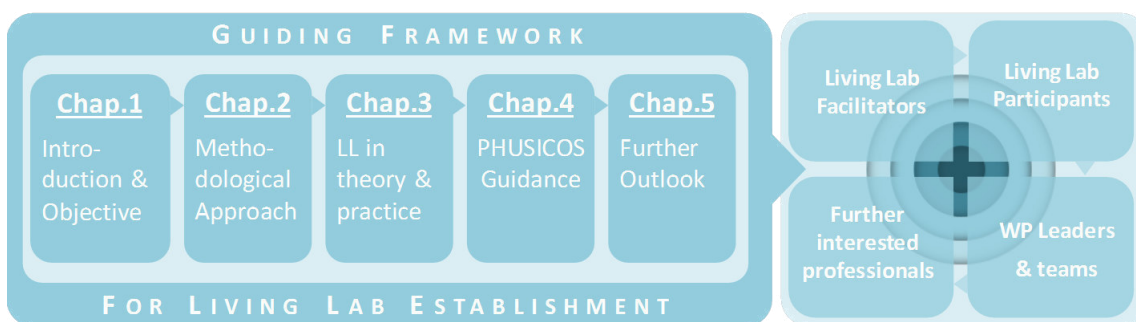 GUIDING FRAMEWORK
Chap.1
Intro-
duction &
Objective
Chap.2
Metho-
dological
Approach
Chap.3
LL in
theory &
practice
Chap.4
PHUSICOS
Guidance
Chap.5
Further
Outlook
FOR LIVING LAB ESTABLISHMENT
Living Lab
Facilitators
Living Lab
Participants
Further
interested
professionals
WP Leaders
& teams